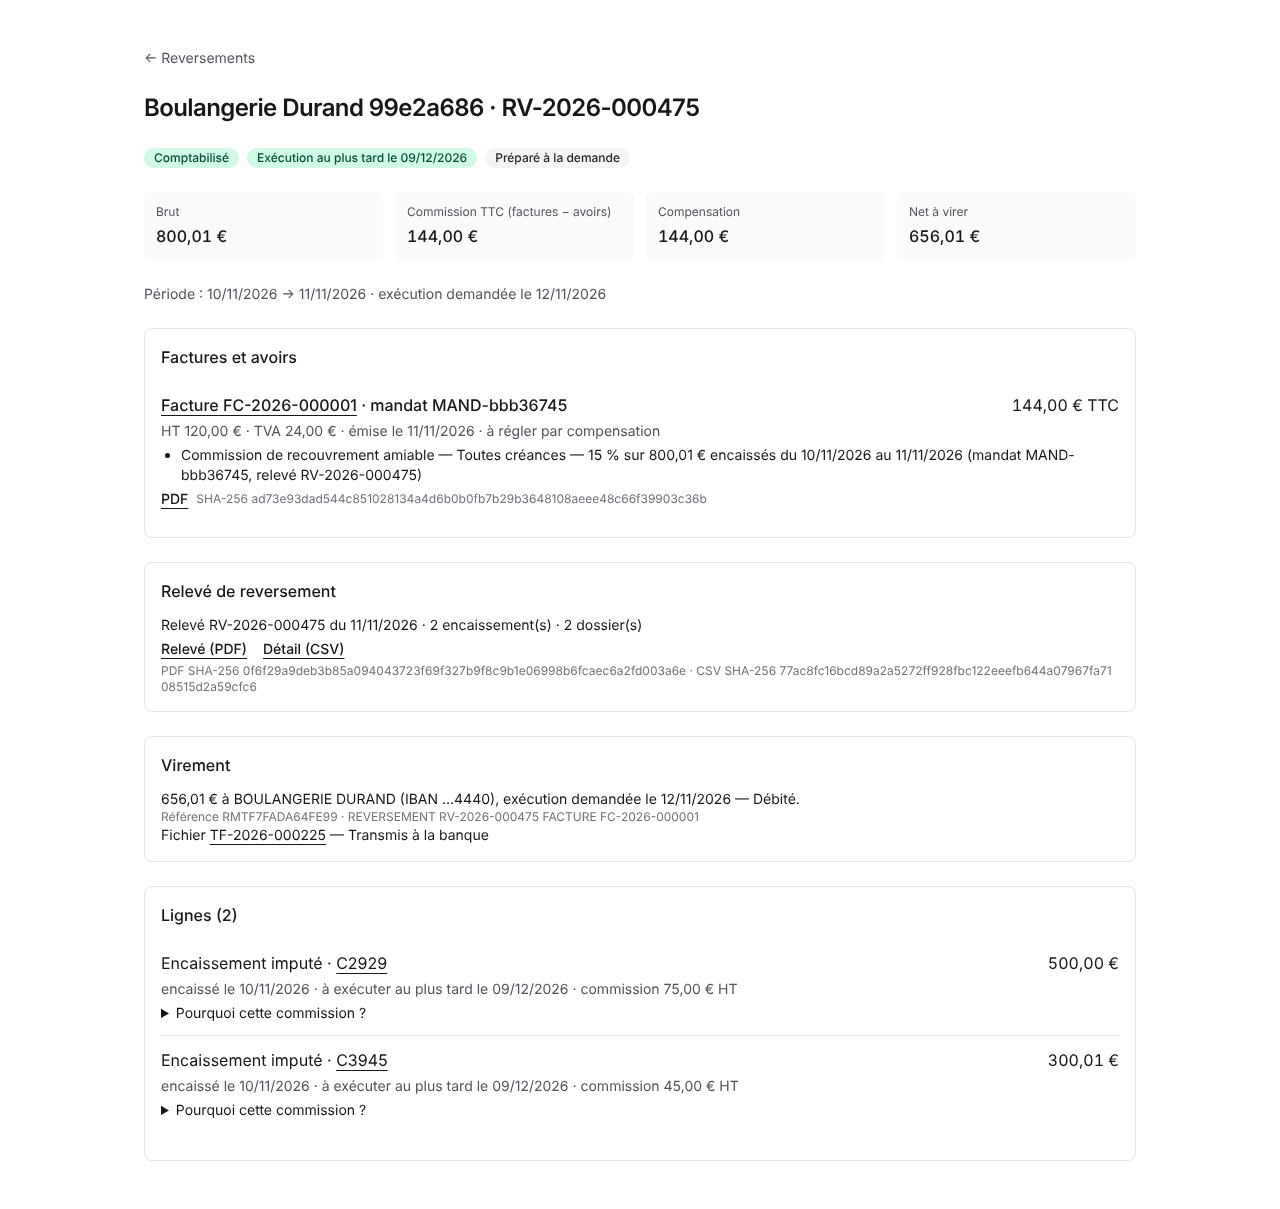 ← Reversements
Boulangerie Durand 99e2a686 · RV-2026-000475
Comptabilisé
Exécution au plus tard le 09/12/2026
Préparé à la demande
Brut
800,01 €
Commission TTC (factures − avoirs)
144,00 €
Compensation
144,00 €
Net à virer
656,01 €
Période : 10/11/2026 → 11/11/2026 · exécution demandée le 12/11/2026
Factures et avoirs
Facture FC-2026-000001 · mandat MAND-bbb36745
144,00 € TTC
HT 120,00 € · TVA 24,00 € · émise le 11/11/2026 · à régler par compensation
• Commission de recouvrement amiable — Toutes créances — 15 % sur 800,01 € encaissés du 10/11/2026 au 11/11/2026 (mandat MAND-
bbb36745, relevé RV-2026-000475)
PDF SHA-256 ad73e93dad544c851028134a4d6b0b0fb7b29b3648108aeee48c66f39903c36b
Relevé de reversement
Relevé RV-2026-000475 du 11/11/2026 · 2 encaissement(s) · 2 dossier(s)
Relevé (PDF) Détail (CSV)
PDF SHA-256 0f6f29a9deb3b85a094043723f69f327b9f8c9b1e06998b6fcaec6a2fd003a6e · CSV SHA-256 77ac8fc16bcd89a2a5272ff928fbc122eeefb644a07967fa71
08515d2a59cfc6
Virement
656,01 € à BOULANGERIE DURAND (IBAN …4440), exécution demandée le 12/11/2026 — Débité.
Référence RMTF7FADA64FE99 · REVERSEMENT RV-2026-000475 FACTURE FC-2026-000001
Fichier TF-2026-000225 — Transmis à la banque
Lignes (2)
Encaissement imputé · C2929
500,00 €
encaissé le 10/11/2026 · à exécuter au plus tard le 09/12/2026 · commission 75,00 € HT
▶ Pourquoi cette commission ?
Encaissement imputé · C3945
300,01 €
encaissé le 10/11/2026 · à exécuter au plus tard le 09/12/2026 · commission 45,00 € HT
▶ Pourquoi cette commission ?